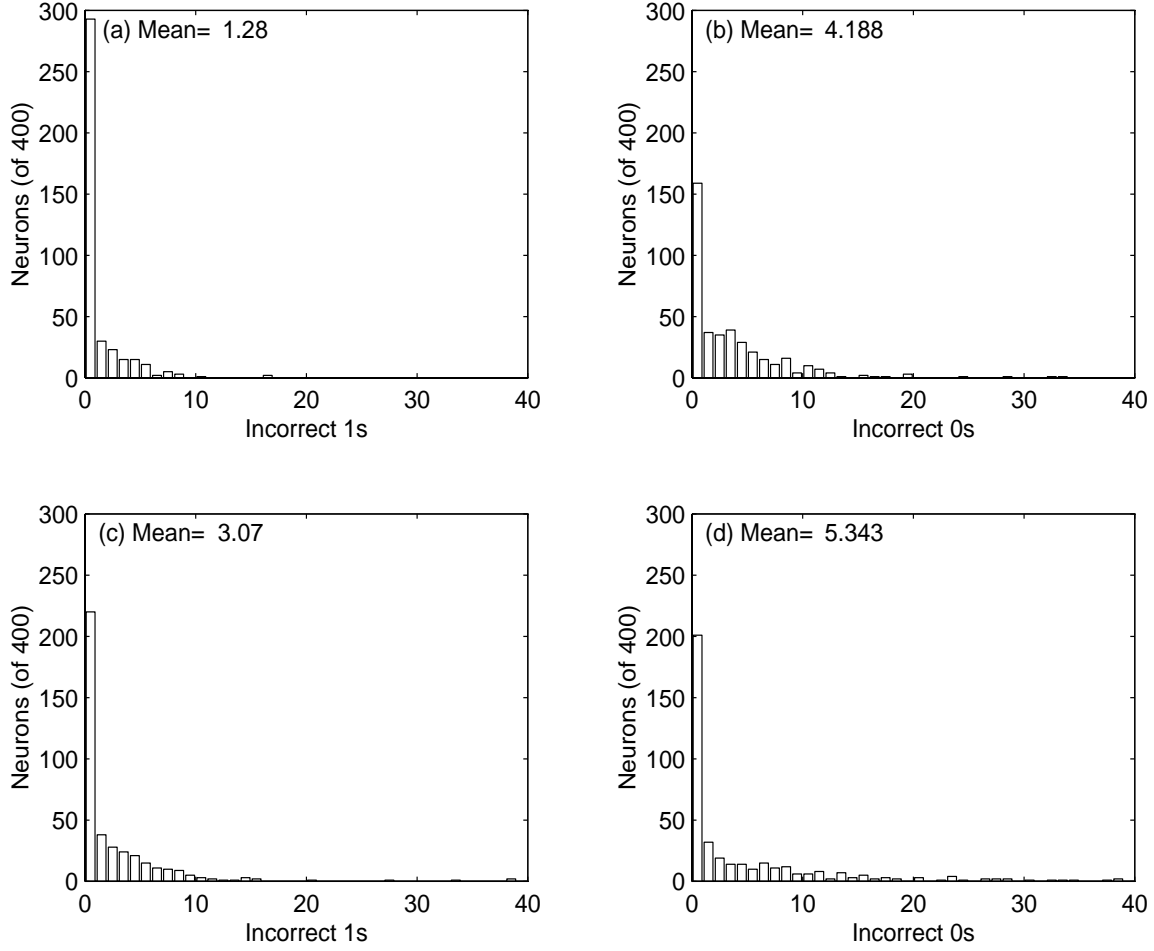 (a) Mean= 1.28
300
250
200
150
100
50
0
Neurons (of 400)
0 10 20 30 40
Incorrect 1s
(b) Mean= 4.188
300
250
200
150
100
50
0
Neurons (of 400)
0 10 20 30 40
Incorrect 0s
(c) Mean= 3.07
300
250
200
150
100
50
0
Neurons (of 400)
0 10 20 30 40
Incorrect 1s
(d) Mean= 5.343
300
250
200
150
100
50
0
Neurons (of 400)
0 10 20 30 40
Incorrect 0s